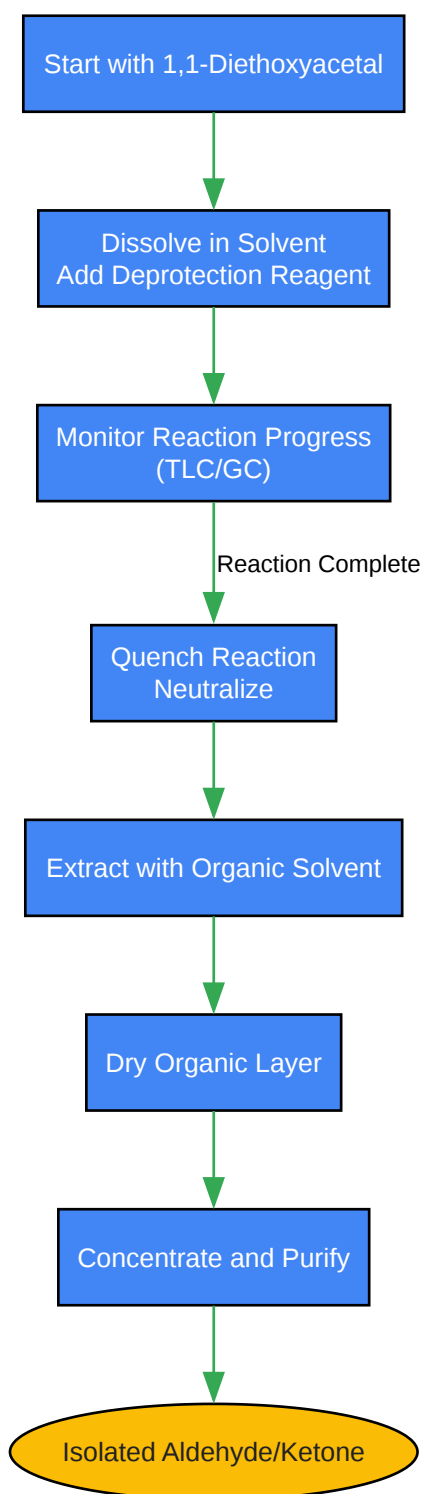 Start with 1,1-Diethoxyacetal
Dissolve in Solvent
Add Deprotection Reagent
Monitor Reaction Progress
(TLC/GC)
Reaction Complete
Quench Reaction
Neutralize
Extract with Organic Solvent
Dry Organic Layer
Concentrate and Purify
Isolated Aldehyde/Ketone